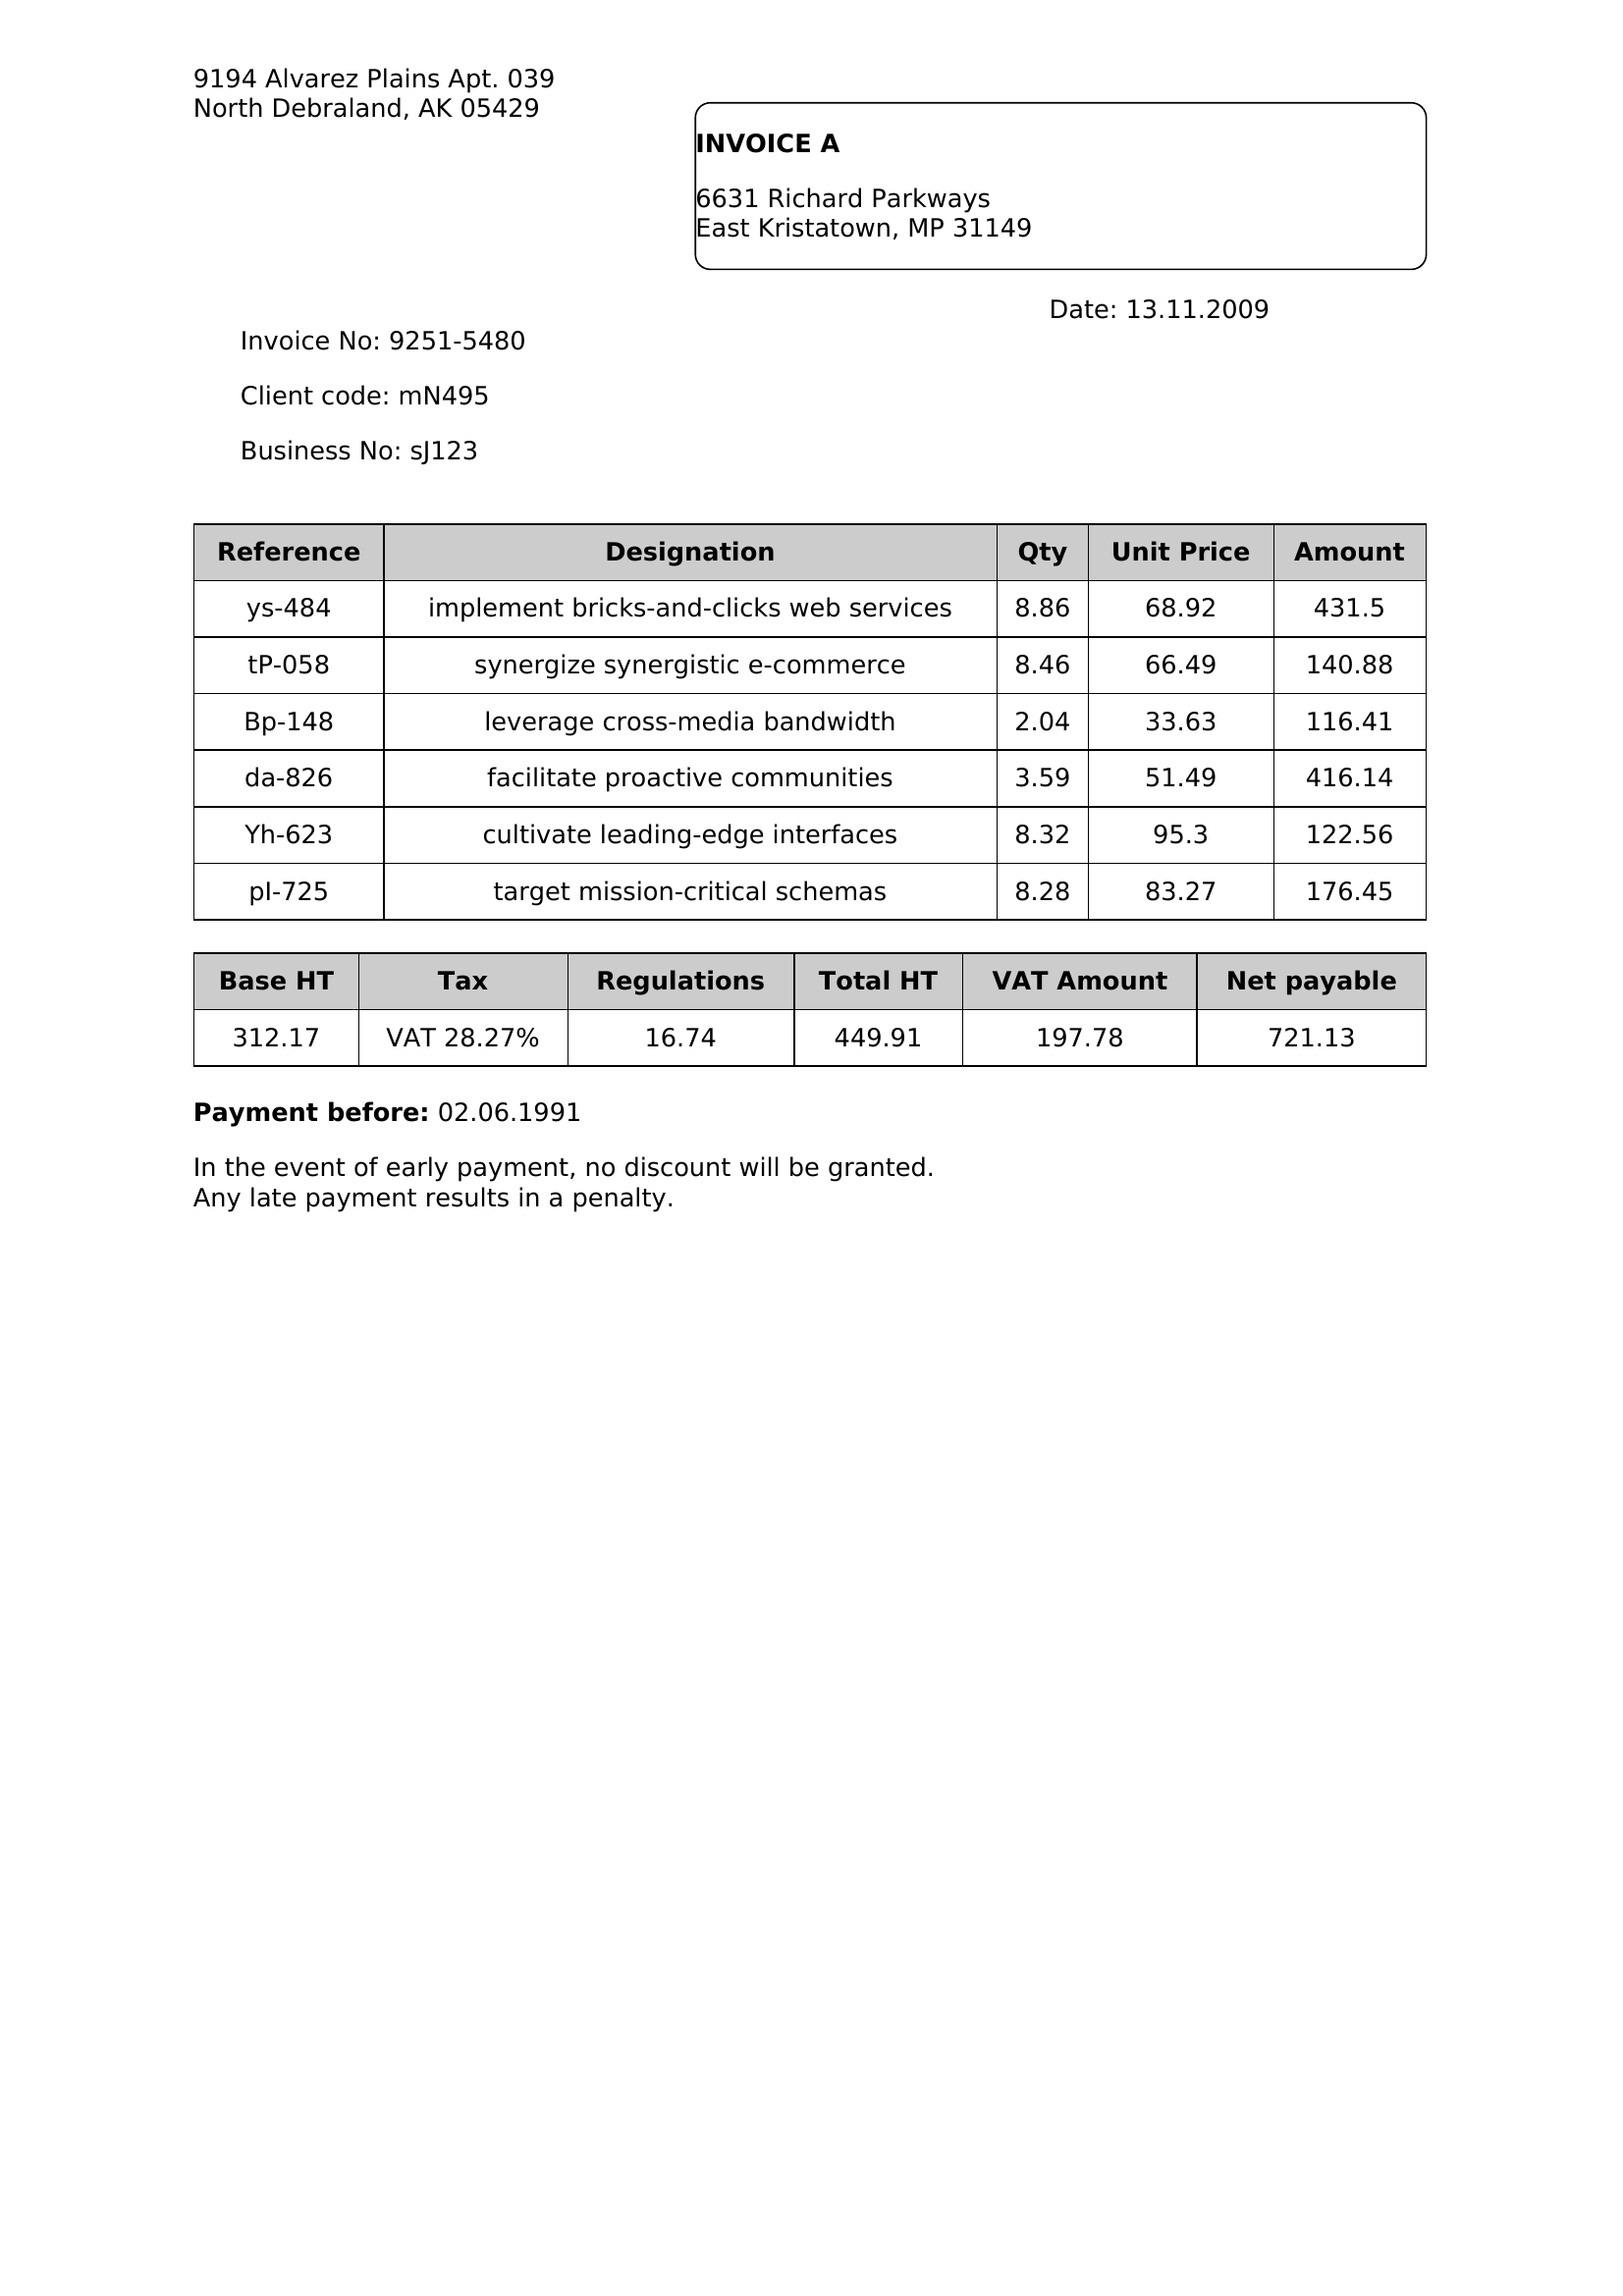 9194 Alvarez Plains Apt. 039
North Debraland, AK 05429
INVOICE A
6631 Richard Parkways
East Kristatown, MP 31149
Date: 13.11.2009
Invoice No: 9251-5480
Client code: mN495
Business No: sJ123
Reference Designation Qty Unit Price Amount
ys-484 implement bricks-and-clicks web services 8.86 68.92 431.5
tP-058 synergize synergistic e-commerce 8.46 66.49 140.88
Bp-148 leverage cross-media bandwidth 2.04 33.63 116.41
da-826 facilitate proactive communities 3.59 51.49 416.14
Yh-623 cultivate leading-edge interfaces 8.32 95.3 122.56
pI-725 target mission-critical schemas 8.28 83.27 176.45
Base HT Tax Regulations Total HT VAT Amount Net payable
312.17 VAT 28.27% 16.74 449.91 197.78 721.13
Payment before: 02.06.1991
In the event of early payment, no discount will be granted.
Any late payment results in a penalty.